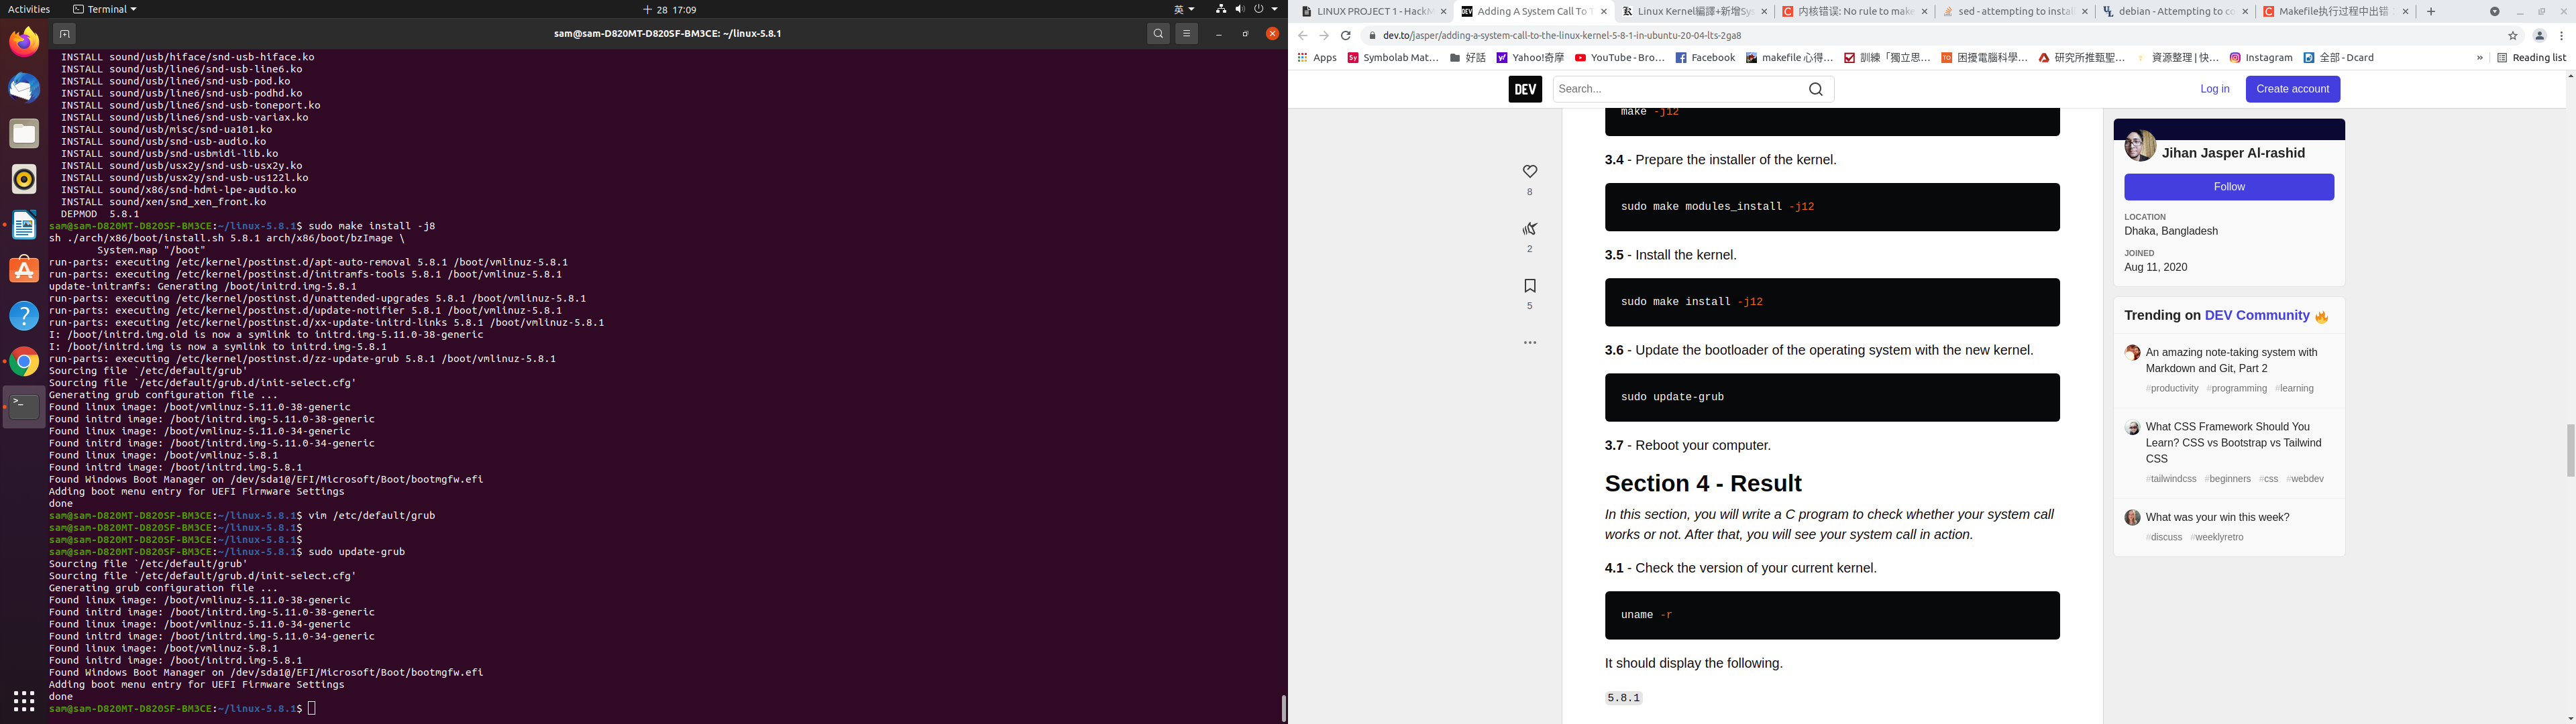 Activities
Terminal
十 28 17:09
英
sam@sam-D820MT-D820SF-BM3CE: ~/linux-5.8.1
INSTALL sound/usb/hiface/snd-usb-hiface.ko
INSTALL sound/usb/line6/snd-usb-line6.ko
INSTALL sound/usb/line6/snd-usb-pod.ko
INSTALL sound/usb/line6/snd-usb-podhd.ko
INSTALL sound/usb/line6/snd-usb-toneport.ko
INSTALL sound/usb/line6/snd-usb-variax.ko
INSTALL sound/usb/misc/snd-ua101.ko
INSTALL sound/usb/snd-usb-audio.ko
INSTALL sound/usb/snd-usbmidi-lib.ko
INSTALL sound/usb/usx2y/snd-usb-usx2y.ko
INSTALL sound/usb/usx2y/snd-usb-us122l.ko
INSTALL sound/x86/snd-hdmi-lpe-audio.ko
INSTALL sound/xen/snd_xen_front.ko
DEPMOD 5.8.1
sam@sam-D820MT-D820SF-BM3CE:~/linux-5.8.1$ sudo make install -j8
sh ./arch/x86/boot/install.sh 5.8.1 arch/x86/boot/bzImage \
System.map "/boot"
run-parts: executing /etc/kernel/postinst.d/apt-auto-removal 5.8.1 /boot/vmlinuz-5.8.1
run-parts: executing /etc/kernel/postinst.d/initramfs-tools 5.8.1 /boot/vmlinuz-5.8.1
update-initramfs: Generating /boot/initrd.img-5.8.1
run-parts: executing /etc/kernel/postinst.d/unattended-upgrades 5.8.1 /boot/vmlinuz-5.8.1
run-parts: executing /etc/kernel/postinst.d/update-notifier 5.8.1 /boot/vmlinuz-5.8.1
run-parts: executing /etc/kernel/postinst.d/xx-update-initrd-links 5.8.1 /boot/vmlinuz-5.8.1
I: /boot/initrd.img.old is now a symlink to initrd.img-5.11.0-38-generic
I: /boot/initrd.img is now a symlink to initrd.img-5.8.1
run-parts: executing /etc/kernel/postinst.d/zz-update-grub 5.8.1 /boot/vmlinuz-5.8.1
Sourcing file `/etc/default/grub'
Sourcing file `/etc/default/grub.d/init-select.cfg'
Generating grub configuration file ...
Found linux image: /boot/vmlinuz-5.11.0-38-generic
Found initrd image: /boot/initrd.img-5.11.0-38-generic
Found linux image: /boot/vmlinuz-5.11.0-34-generic
Found initrd image: /boot/initrd.img-5.11.0-34-generic
Found linux image: /boot/vmlinuz-5.8.1
Found initrd image: /boot/initrd.img-5.8.1
Found Windows Boot Manager on /dev/sda1@/EFI/Microsoft/Boot/bootmgfw.efi
Adding boot menu entry for UEFI Firmware Settings
done
sam@sam-D820MT-D820SF-BM3CE:~/linux-5.8.1$ vim /etc/default/grub
sam@sam-D820MT-D820SF-BM3CE:~/linux-5.8.1$
sam@sam-D820MT-D820SF-BM3CE:~/linux-5.8.1$
sam@sam-D820MT-D820SF-BM3CE:~/linux-5.8.1$ sudo update-grub
Sourcing file `/etc/default/grub'
Sourcing file `/etc/default/grub.d/init-select.cfg'
Generating grub configuration file ...
Found linux image: /boot/vmlinuz-5.11.0-38-generic
Found initrd image: /boot/initrd.img-5.11.0-38-generic
Found linux image: /boot/vmlinuz-5.11.0-34-generic
Found initrd image: /boot/initrd.img-5.11.0-34-generic
Found linux image: /boot/vmlinuz-5.8.1
Found initrd image: /boot/initrd.img-5.8.1
Found Windows Boot Manager on /dev/sda1@/EFI/Microsoft/Boot/bootmgfw.efi
Adding boot menu entry for UEFI Firmware Settings
done
sam@sam-D820MT-D820SF-BM3CE:~/linux-5.8.1$
LINUX PROJECT 1 - HackM
Adding A System Call To T
Linux Kernel編譯+新增Sys
内核错误: No rule to make
sed - attempting to install
debian - Attempting to co
Makefile执行过程中出错
dev.to/jasper/adding-a-system-call-to-the-linux-kernel-5-8-1-in-ubuntu-20-04-lts-2ga8
Apps
Symbolab Mat...
好話
Yahoo!奇摩
YouTube - Bro...
Facebook
makefile 心得...
訓練「獨立思...
困擾電腦科學...
研究所推甄聖...
資源整理 | 快...
Instagram
全部 - Dcard
»
Reading list
DEV
Search...
Log in
Create account
8
2
5
make -j12
3.4 - Prepare the installer of the kernel.
sudo make modules_install -j12
3.5 - Install the kernel.
sudo make install -j12
3.6 - Update the bootloader of the operating system with the new kernel.
sudo update-grub
3.7 - Reboot your computer.
Section 4 - Result
In this section, you will write a C program to check whether your system call
works or not. After that, you will see your system call in action.
4.1 - Check the version of your current kernel.
uname -r
It should display the following.
5.8.1
Jihan Jasper Al-rashid
Follow
LOCATION
Dhaka, Bangladesh
JOINED
Aug 11, 2020
Trending on DEV Community 🔥
An amazing note-taking system with
Markdown and Git, Part 2
#productivity #programming #learning
What CSS Framework Should You
Learn? CSS vs Bootstrap vs Tailwind
CSS
#tailwindcss #beginners #css #webdev
What was your win this week?
#discuss #weeklyretro